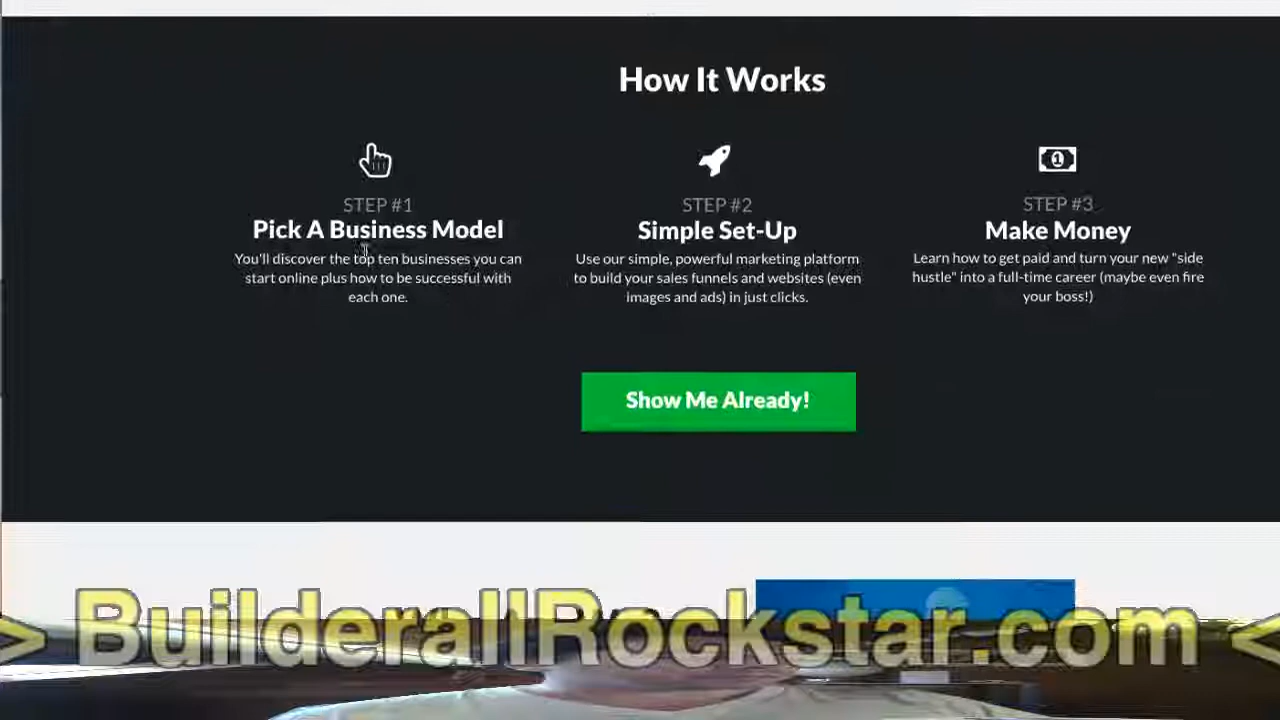 How It Works
STEP #1
Pick A Business Model
You'll discover the top ten businesses you can
start online plus how to be successful with
each one.
STEP #2
Simple Set-Up
Use our simple, powerful marketing platform
to build your sales funnels and websites (even
images and ads) in just clicks.
STEP #3
Make Money
Learn how to get paid and turn your new "side
hustle" into a full-time career (maybe even fire
your boss!)
Show Me Already!
> BuilderallRockstar.com <